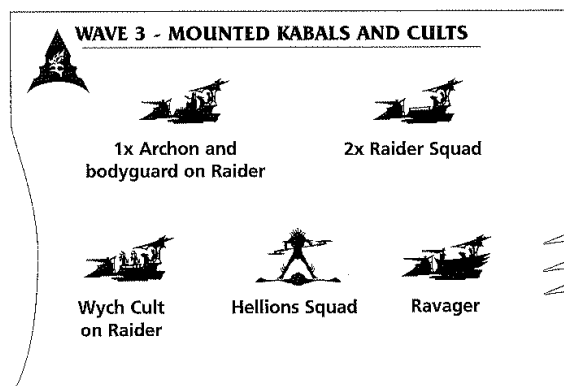 WAVE 3 - MOUNTED KABALS AND CULTS
1x Archon and
bodyguard on Raider
2x Raider Squad
Wych Cult
on Raider
Hellions Squad
Ravager